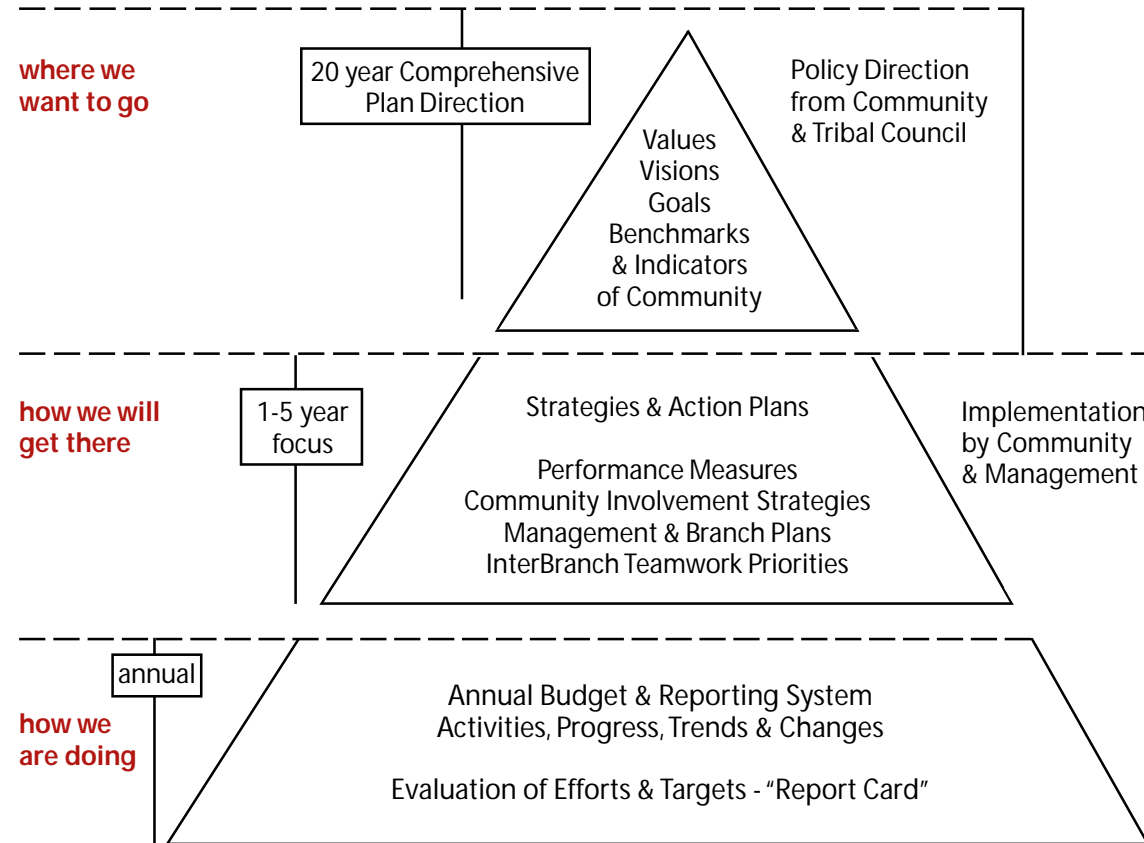 where we
want to go
20 year Comprehensive
Plan Direction
Values
Visions
Goals
Benchmarks
& Indicators
of Community
Policy Direction
from Community
& Tribal Council
how we will
get there
1-5 year
focus
Strategies & Action Plans
Performance Measures
Community Involvement Strategies
Management & Branch Plans
InterBranch Teamwork Priorities
Implementation
by Community
& Management
annual
how we
are doing
Annual Budget & Reporting System
Activities, Progress, Trends & Changes
Evaluation of Efforts & Targets - “Report Card”